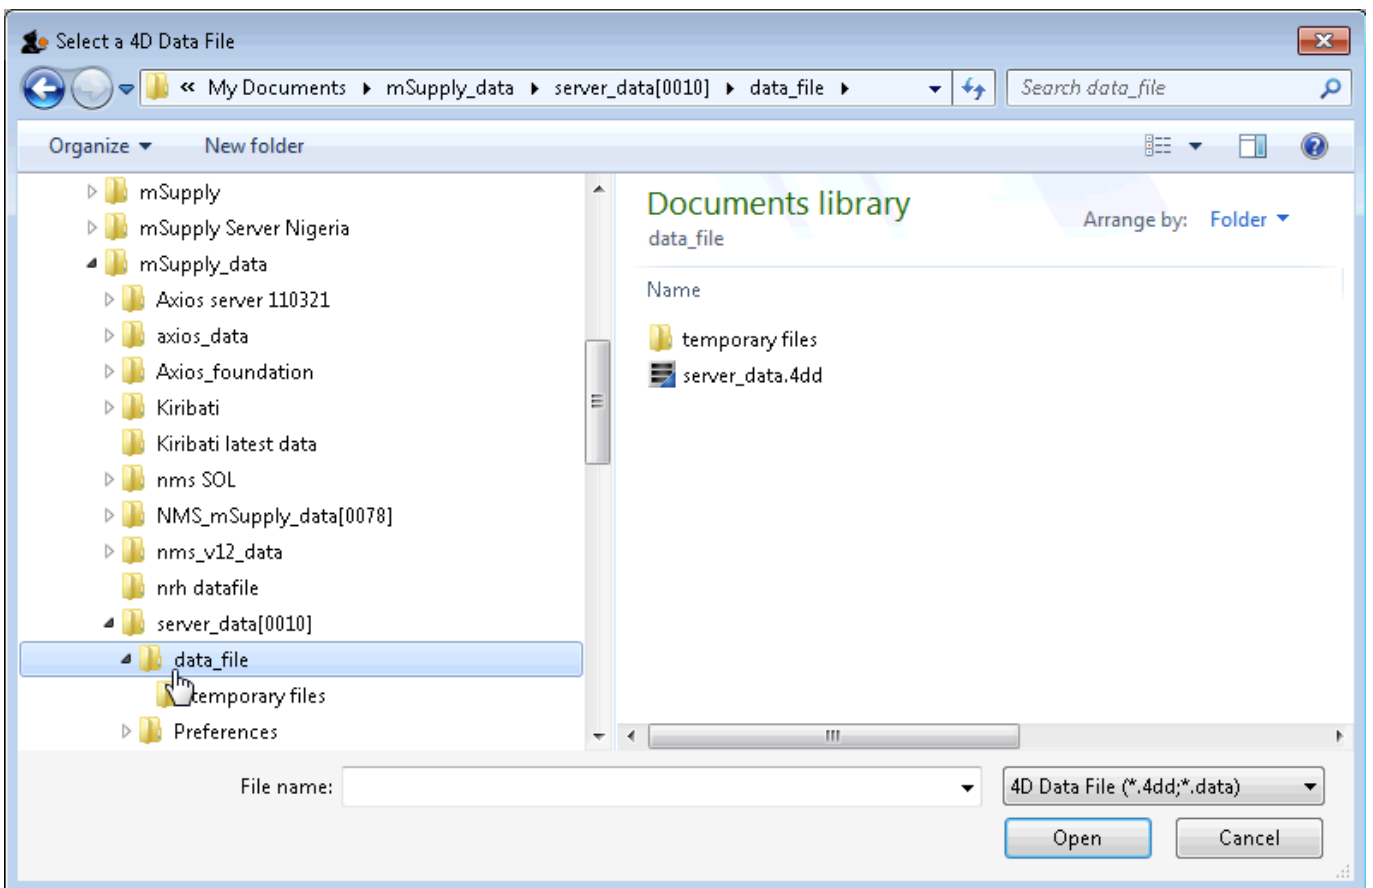 Select a 4D Data File
« My Documents mSupply_data server_data[0010] data_file
Search data_file
Organize New folder
mSupply
mSupply Server Nigeria
mSupply_data
Axios server 110321
axios_data
Axios_foundation
Kiribati
Kiribati latest data
nms SOL
NMS_mSupply_data[0078]
nms_v12_data
nrh datafile
server_data[0010]
data_file
temporary files
Preferences
Documents library
data_file
Arrange by: Folder
Name
temporary files
server_data.4dd
File name:
4D Data File (*.4dd;*.data)
Open Cancel